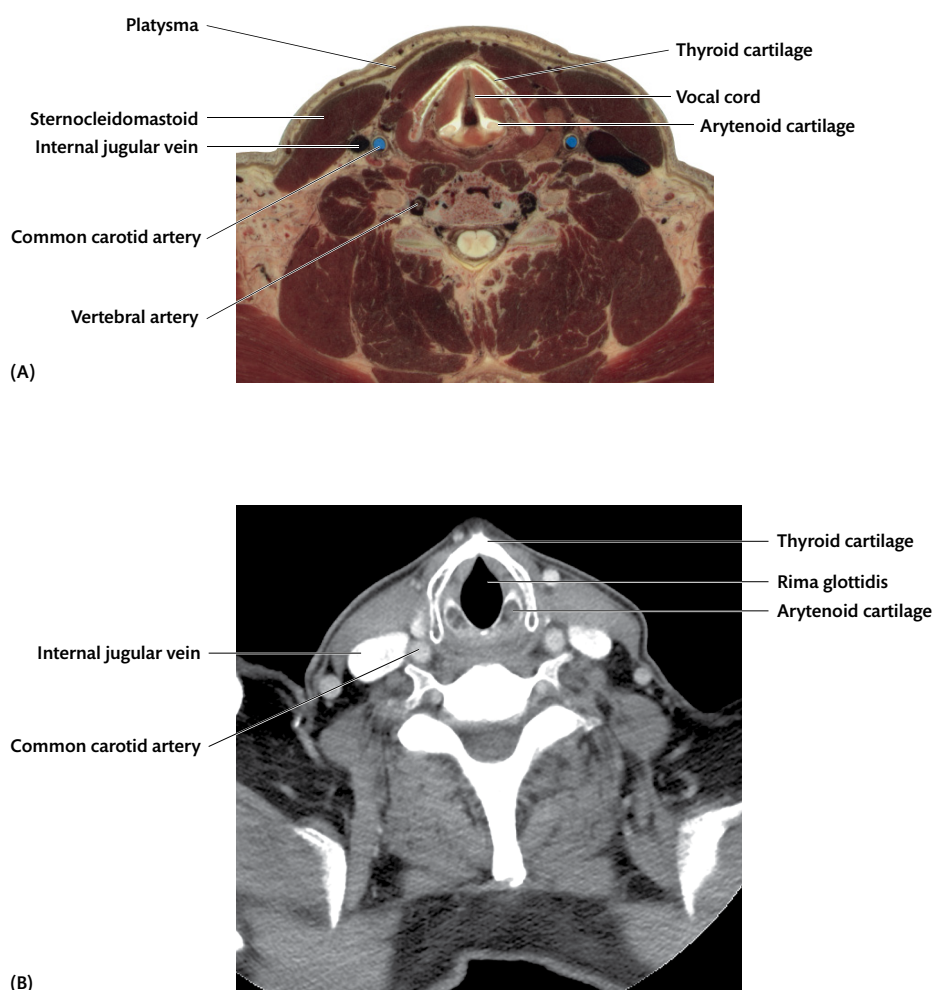 Platysma
Thyroid cartilage
Vocal cord
Sternocleidomastoid
Arytenoid cartilage
Internal jugular vein
Common carotid artery
Vertebral artery
(A)
Thyroid cartilage
Rima glottidis
Arytenoid cartilage
Internal jugular vein
Common carotid artery
(B)